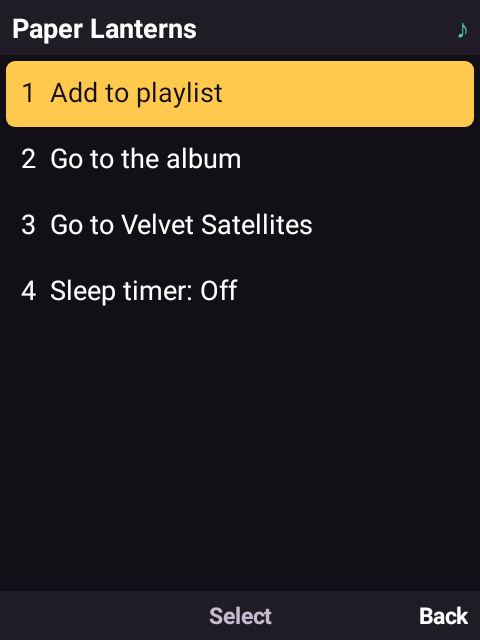 Paper Lanterns ♪
1 Add to playlist
2 Go to the album
3 Go to Velvet Satellites
4 Sleep timer: Off
Select Back